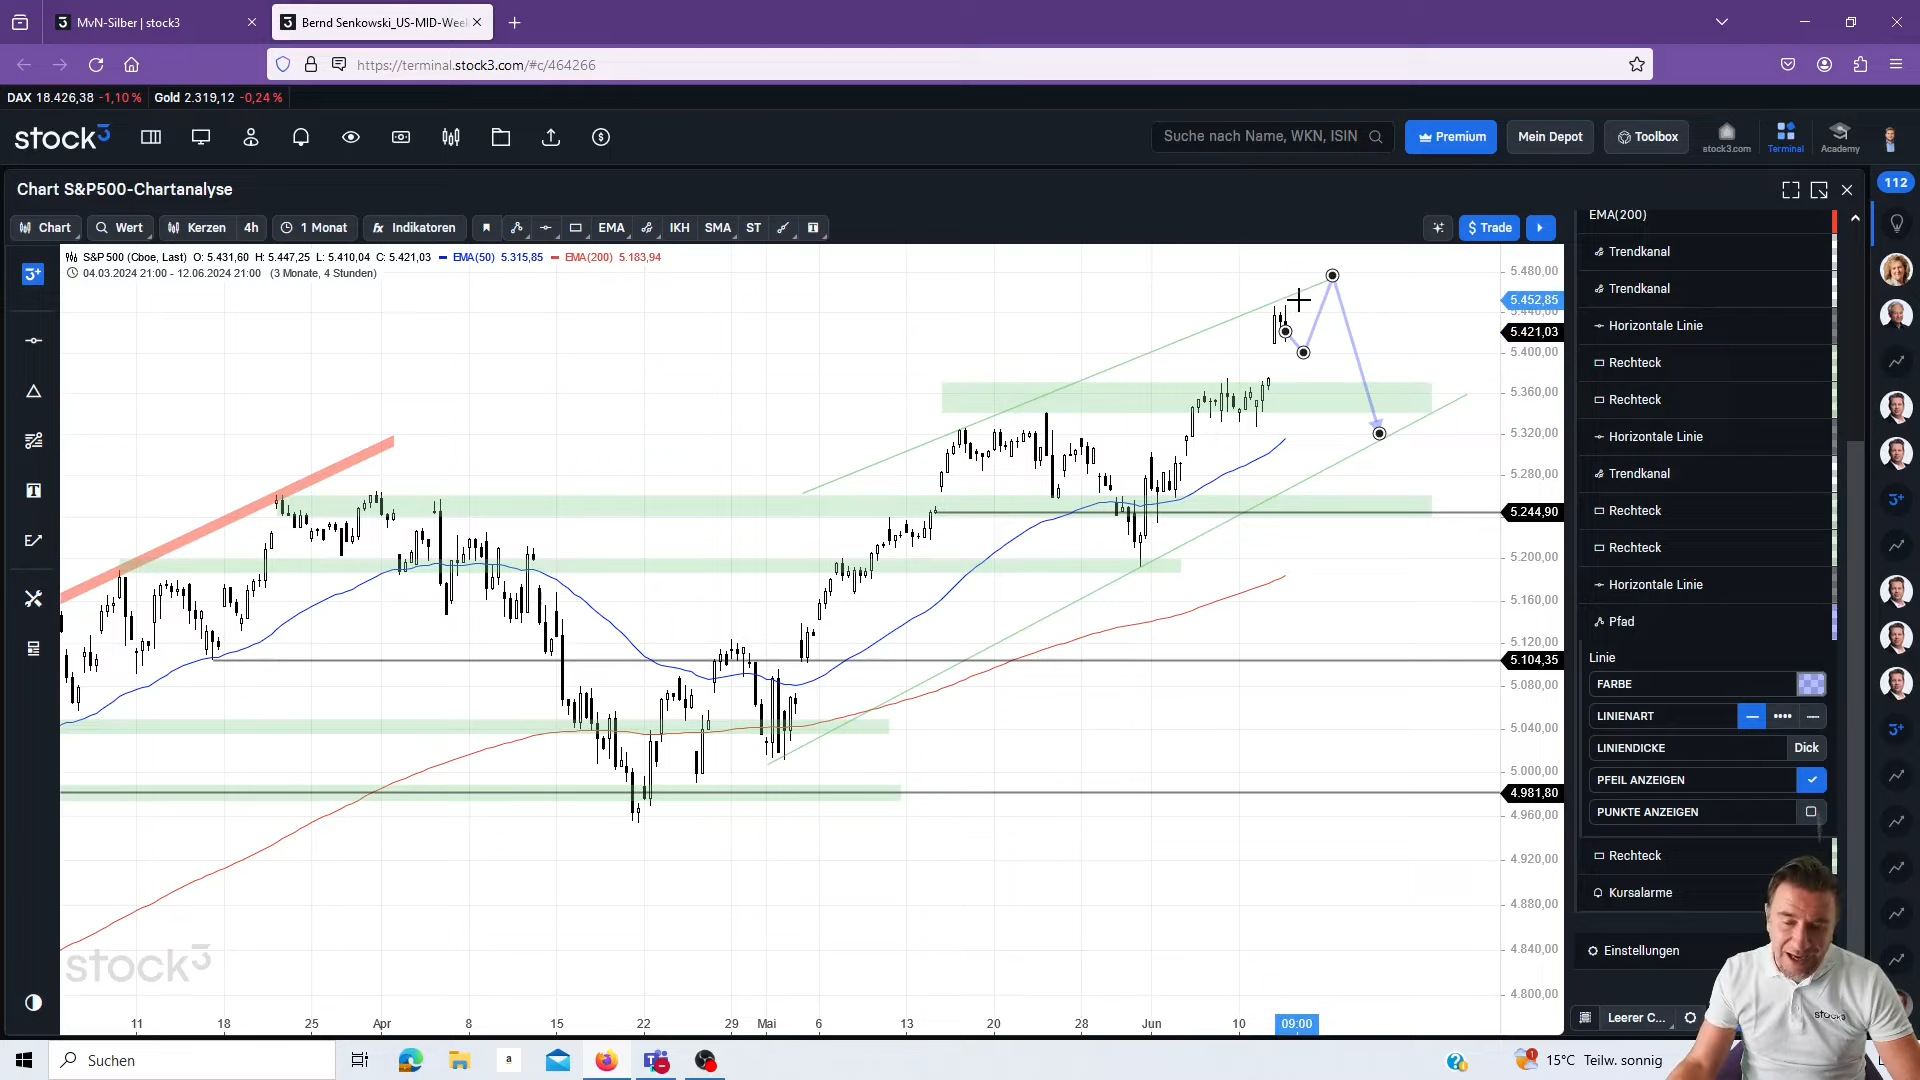 MvN-Silber | stock3
Bernd Senkowski_US-MID-Wee
https://terminal.stock3.com/#c/464266
DAX 18.426,38 -1,10 % Gold 2.319,12 -0,24 %
stock3
Suche nach Name, WKN, ISIN
Premium
Mein Depot
Toolbox
stock3.com
Terminal
Academy
Chart S&P500-Chartanalyse
112
Chart Wert Kerzen 4h 1 Monat fx Indikatoren EMA IKH SMA ST
$ Trade
S&P 500 (Cboe, Last) O: 5.431,60 H: 5.447,25 L: 5.410,04 C: 5.421,03 EMA(50) 5.315,85 EMA(200) 5.183,94
04.03.2024 21:00 - 12.06.2024 21:00 (3 Monate, 4 Stunden)
5.480,00
5.452,85
5.440,00
5.421,03
5.400,00
5.360,00
5.320,00
5.280,00
5.244,90
5.200,00
5.160,00
5.120,00
5.104,35
5.080,00
5.040,00
5.000,00
4.981,80
4.960,00
4.920,00
4.880,00
4.840,00
4.800,00
stock3
11 18 25 Apr 8 15 22 29 Mai 6 13 20 28 Jun 10 09:00
EMA(200)
Trendkanal
Trendkanal
Horizontale Linie
Rechteck
Rechteck
Horizontale Linie
Trendkanal
Rechteck
Rechteck
Horizontale Linie
Pfad
Linie
FARBE
LINIENART
LINIENDICKE Dick
PFEIL ANZEIGEN
PUNKTE ANZEIGEN
Rechteck
Kursalarme
Einstellungen
Leerer C...
stock3
Suchen
15°C Teilw. sonnig